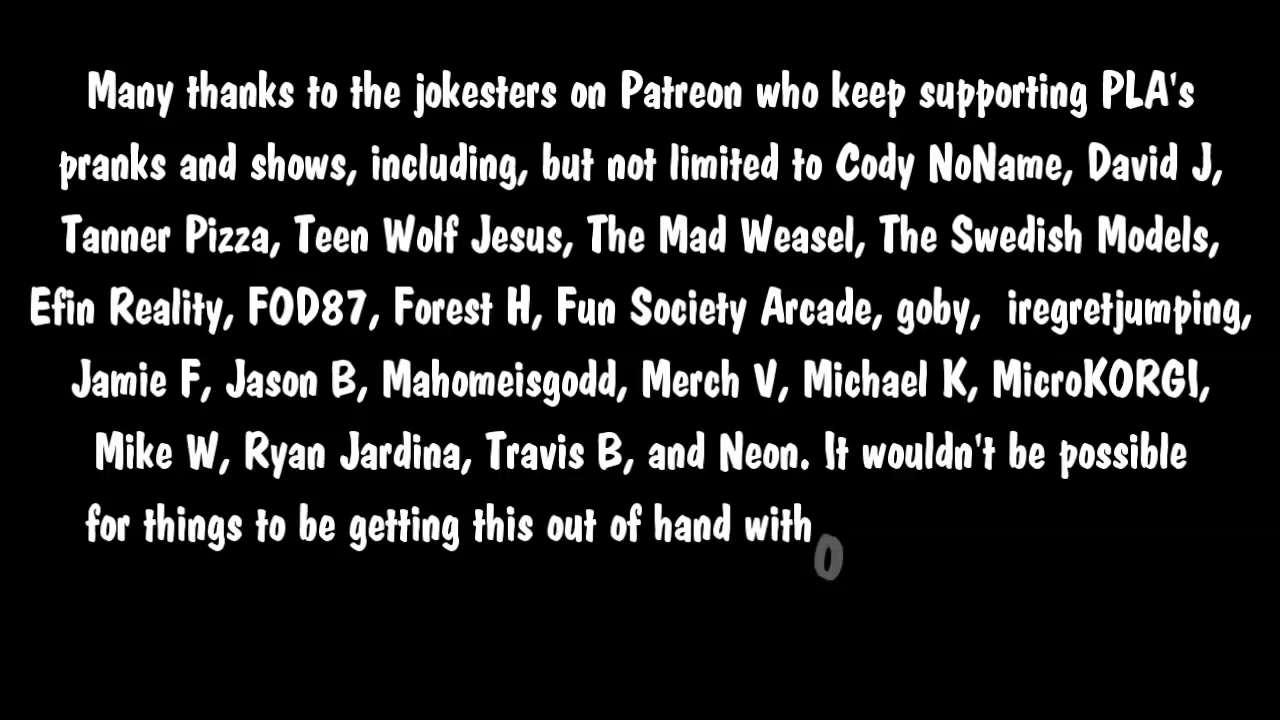 Many thanks to the jokesters on Patreon who keep supporting PLA's
pranks and shows, including, but not limited to Cody NoName, David J,
Tanner Pizza, Teen Wolf Jesus, The Mad Weasel, The Swedish Models,
Efin Reality, FOD87, Forest H, Fun Society Arcade, goby,  iregretjumping,
Jamie F, Jason B, Mahomeisgodd, Merch V, Michael K, MicroKORGI,
Mike W, Ryan Jardina, Travis B, and Neon. It wouldn't be possible
for things to be getting this out of hand witho